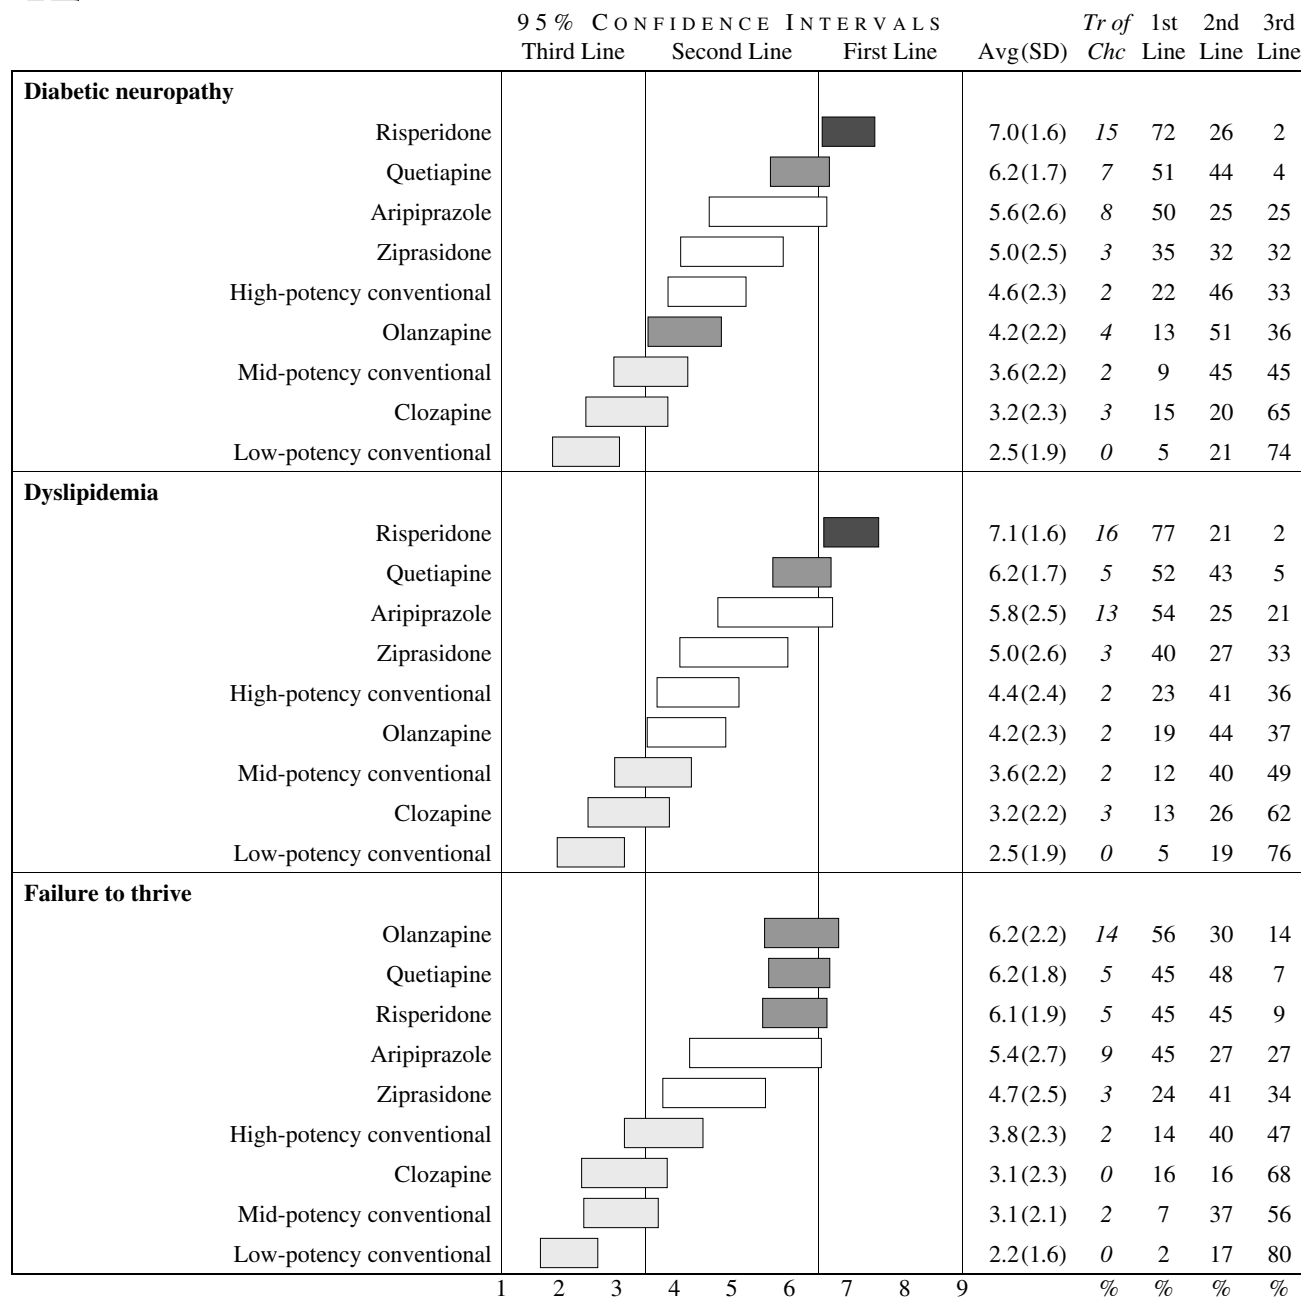 95% CONFIDENCE INTERVALS Tr of 1st 2nd 3rd
Third Line Second Line First Line Avg(SD) Chc Line Line Line
Diabetic neuropathy
Risperidone 7.0(1.6) 15 72 26 2
Quetiapine 6.2(1.7) 7 51 44 4
Aripiprazole 5.6(2.6) 8 50 25 25
Ziprasidone 5.0(2.5) 3 35 32 32
High-potency conventional 4.6(2.3) 2 22 46 33
Olanzapine 4.2(2.2) 4 13 51 36
Mid-potency conventional 3.6(2.2) 2 9 45 45
Clozapine 3.2(2.3) 3 15 20 65
Low-potency conventional 2.5(1.9) 0 5 21 74
Dyslipidemia
Risperidone 7.1(1.6) 16 77 21 2
Quetiapine 6.2(1.7) 5 52 43 5
Aripiprazole 5.8(2.5) 13 54 25 21
Ziprasidone 5.0(2.6) 3 40 27 33
High-potency conventional 4.4(2.4) 2 23 41 36
Olanzapine 4.2(2.3) 2 19 44 37
Mid-potency conventional 3.6(2.2) 2 12 40 49
Clozapine 3.2(2.2) 3 13 26 62
Low-potency conventional 2.5(1.9) 0 5 19 76
Failure to thrive
Olanzapine 6.2(2.2) 14 56 30 14
Quetiapine 6.2(1.8) 5 45 48 7
Risperidone 6.1(1.9) 5 45 45 9
Aripiprazole 5.4(2.7) 9 45 27 27
Ziprasidone 4.7(2.5) 3 24 41 34
High-potency conventional 3.8(2.3) 2 14 40 47
Clozapine 3.1(2.3) 0 16 16 68
Mid-potency conventional 3.1(2.1) 2 7 37 56
Low-potency conventional 2.2(1.6) 0 2 17 80
1 2 3 4 5 6 7 8 9 % % % %